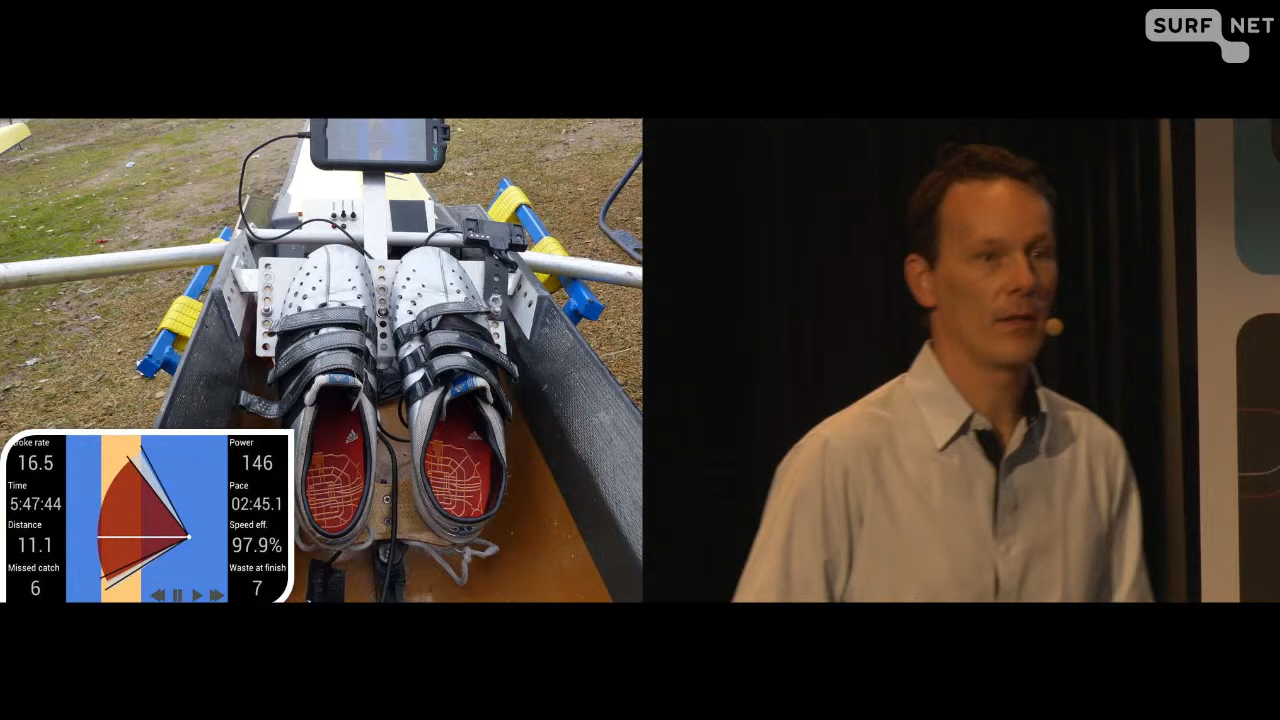 SURF NET
adidas
troke rate
16.5
Time
5:47:44
Distance
11.1
Missed catch
6
Power
146
Pace
02:45.1
Speed eff.
97.9%
Waste at finish
7